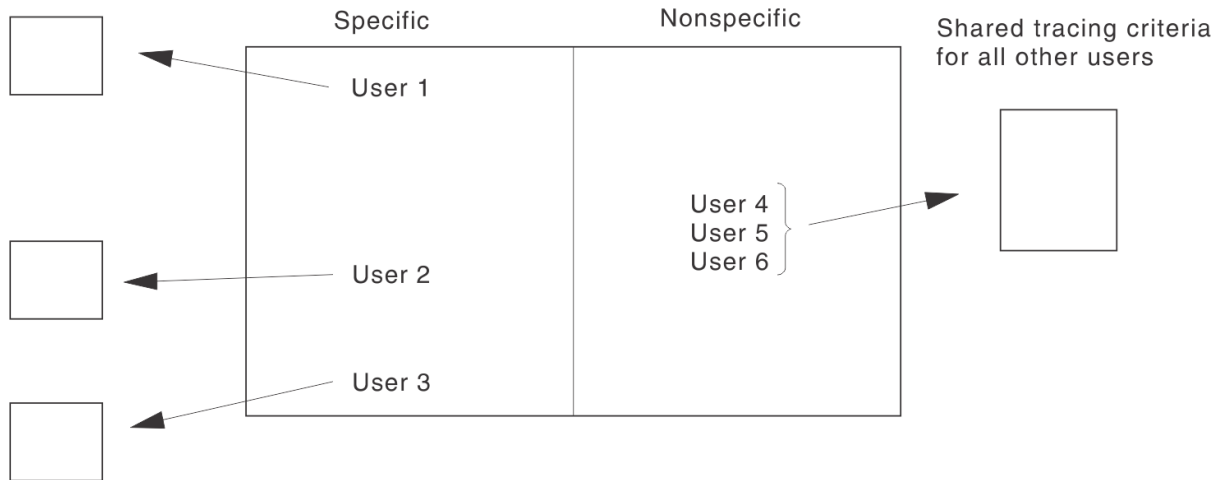 Specific
Nonspecific
Shared tracing criteria
for all other users
User 1
User 4
User 5
User 6
User 2
User 3